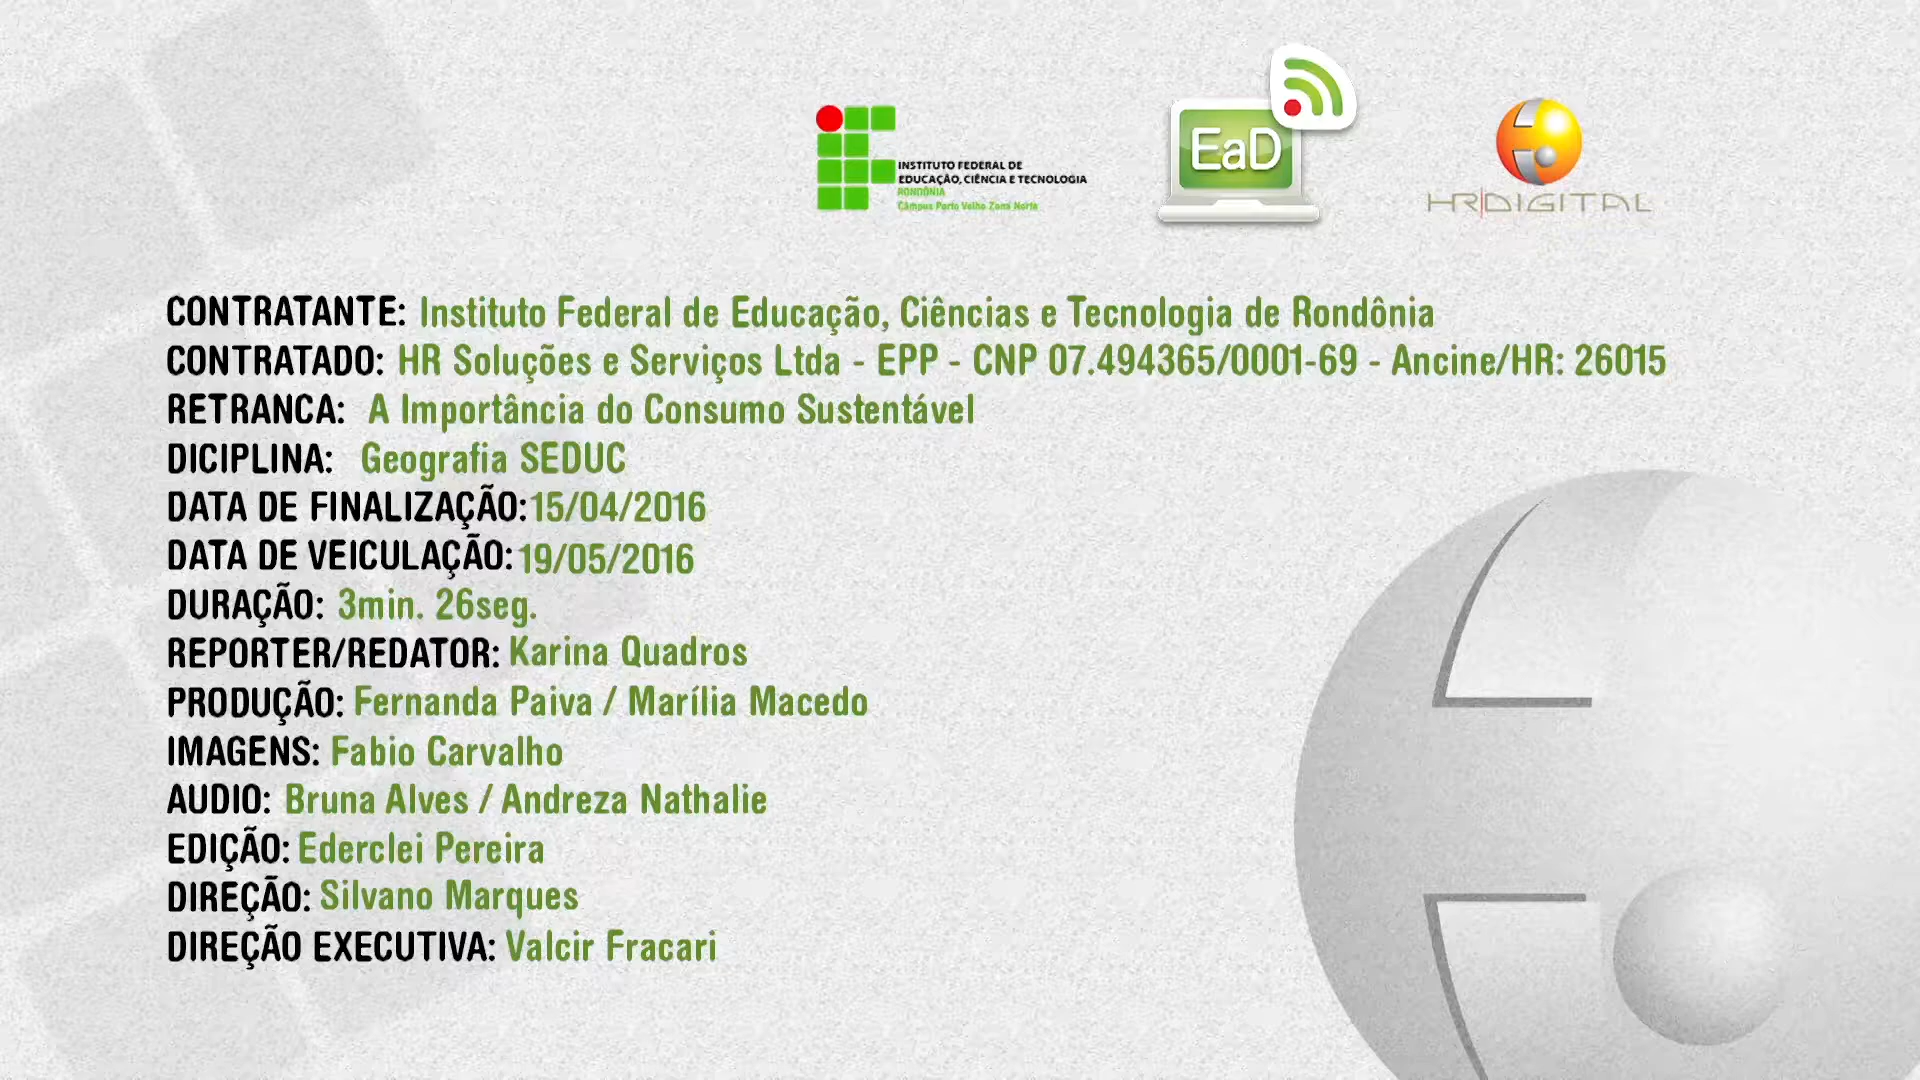 INSTITUTO FEDERAL DE
EDUCAÇÃO, CIÊNCIA E TECNOLOGIA
RONDÔNIA
Câmpus Porto Velho Zona Norte
EaD
HR|DIGITAL
CONTRATANTE: Instituto Federal de Educação, Ciências e Tecnologia de Rondônia
CONTRATADO: HR Soluções e Serviços Ltda - EPP - CNP 07.494365/0001-69 - Ancine/HR: 26015
RETRANCA: A Importância do Consumo Sustentável
DICIPLINA: Geografia SEDUC
DATA DE FINALIZAÇÃO: 15/04/2016
DATA DE VEICULAÇÃO: 19/05/2016
DURAÇÃO: 3min. 26seg.
REPORTER/REDATOR: Karina Quadros
PRODUÇÃO: Fernanda Paiva / Marília Macedo
IMAGENS: Fabio Carvalho
AUDIO: Bruna Alves / Andreza Nathalie
EDIÇÃO: Ederclei Pereira
DIREÇÃO: Silvano Marques
DIREÇÃO EXECUTIVA: Valcir Fracari